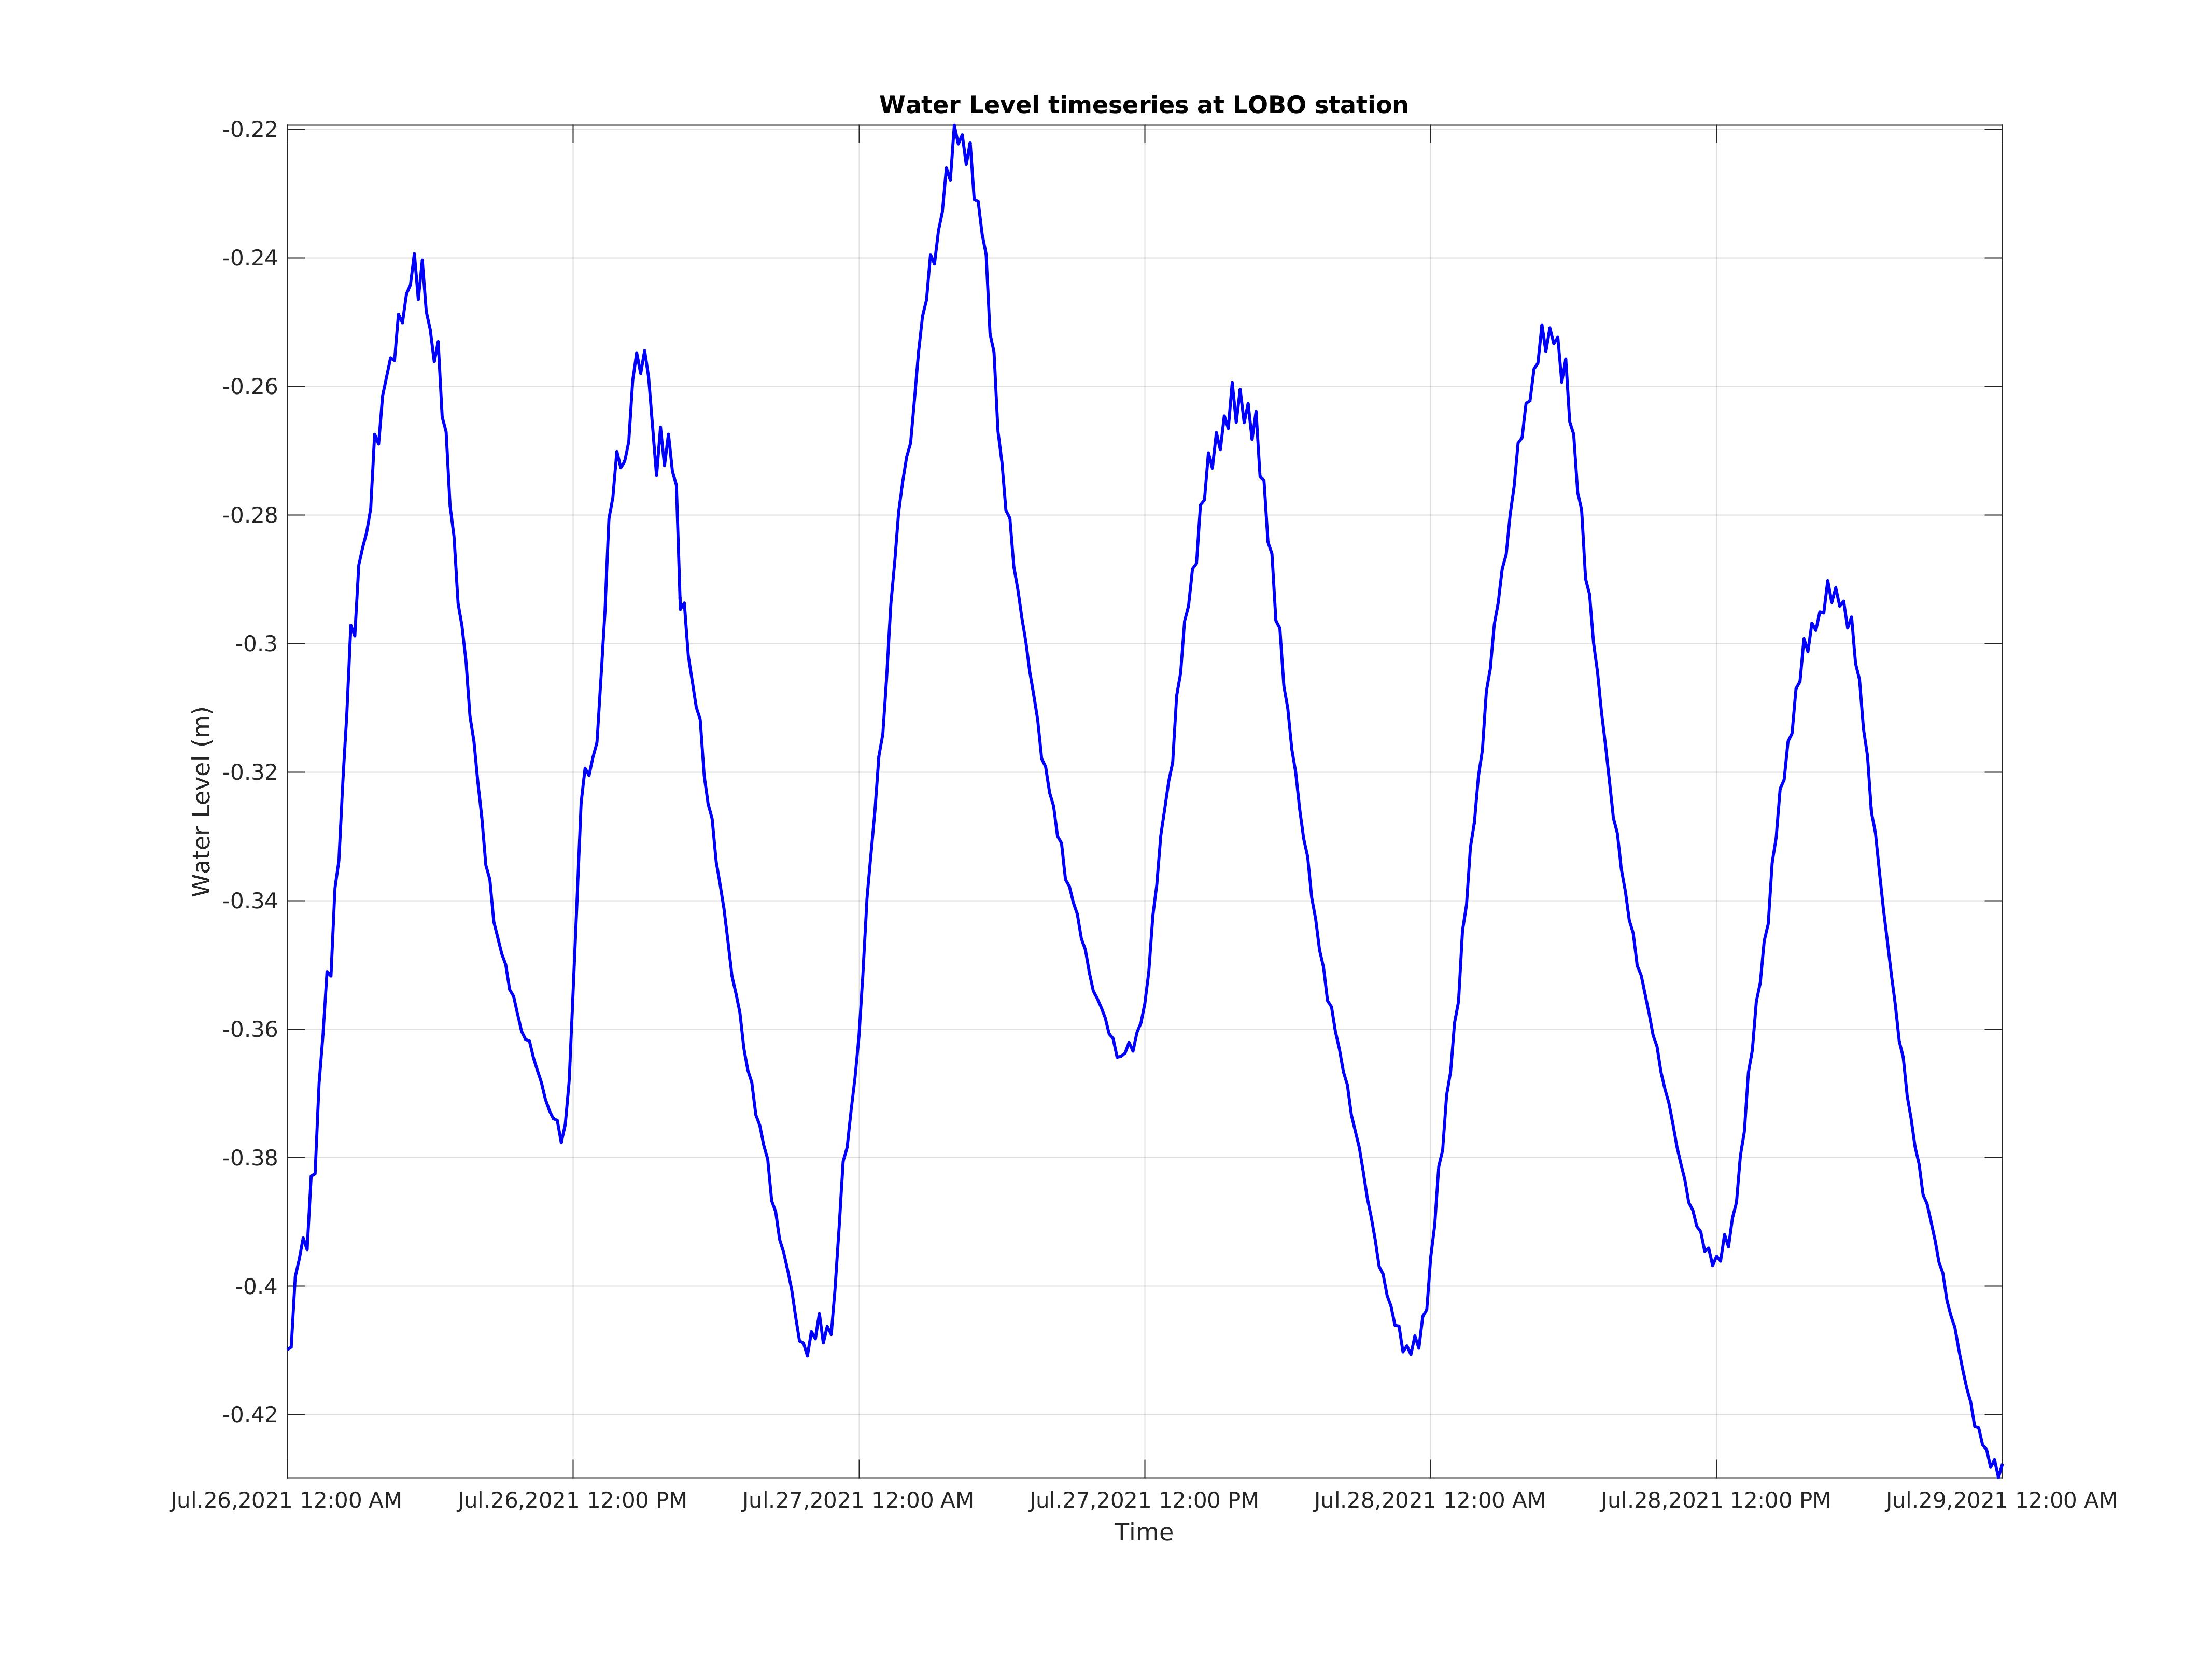 Water Level timeseries at LOBO station
-0.22
-0.24
-0.26
-0.28
-0.3
-0.32
-0.34
-0.36
-0.38
-0.4
-0.42
Water Level (m)
Jul.26,2021 12:00 AM
Jul.26,2021 12:00 PM
Jul.27,2021 12:00 AM
Jul.27,2021 12:00 PM
Jul.28,2021 12:00 AM
Jul.28,2021 12:00 PM
Jul.29,2021 12:00 AM
Time